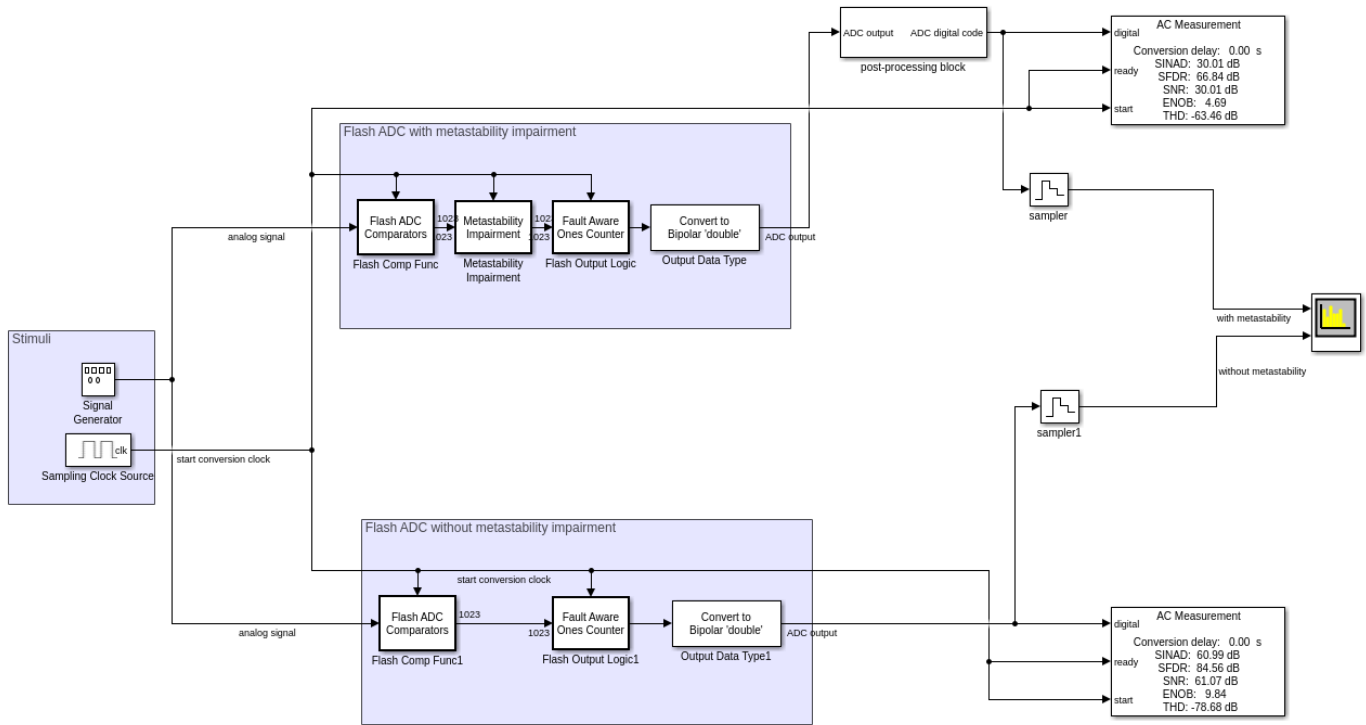 ADC output
ADC digital code
post-processing block
AC Measurement
digital
Conversion delay: 0.00 s
ready
SINAD: 30.01 dB
SFDR: 66.84 dB
SNR: 30.01 dB
start
ENOB: 4.69
THD: -63.46 dB
Flash ADC with metastability impairment
Flash ADC
Comparators
1023
1023
Metastability
Impairment
1023
1023
Fault Aware
Ones Counter
Convert to
Bipolar 'double'
analog signal
ADC output
Flash Comp Func
Metastability
Impairment
Flash Output Logic
Output Data Type
sampler
with metastability
without metastability
Stimuli
Signal
Generator
clk
start conversion clock
Sampling Clock Source
sampler1
Flash ADC without metastability impairment
start conversion clock
Flash ADC
Comparators
1023
1023
Fault Aware
Ones Counter
Convert to
Bipolar 'double'
analog signal
ADC output
Flash Comp Func1
Flash Output Logic1
Output Data Type1
AC Measurement
digital
Conversion delay: 0.00 s
ready
SINAD: 60.99 dB
SFDR: 84.56 dB
SNR: 61.07 dB
start
ENOB: 9.84
THD: -78.68 dB